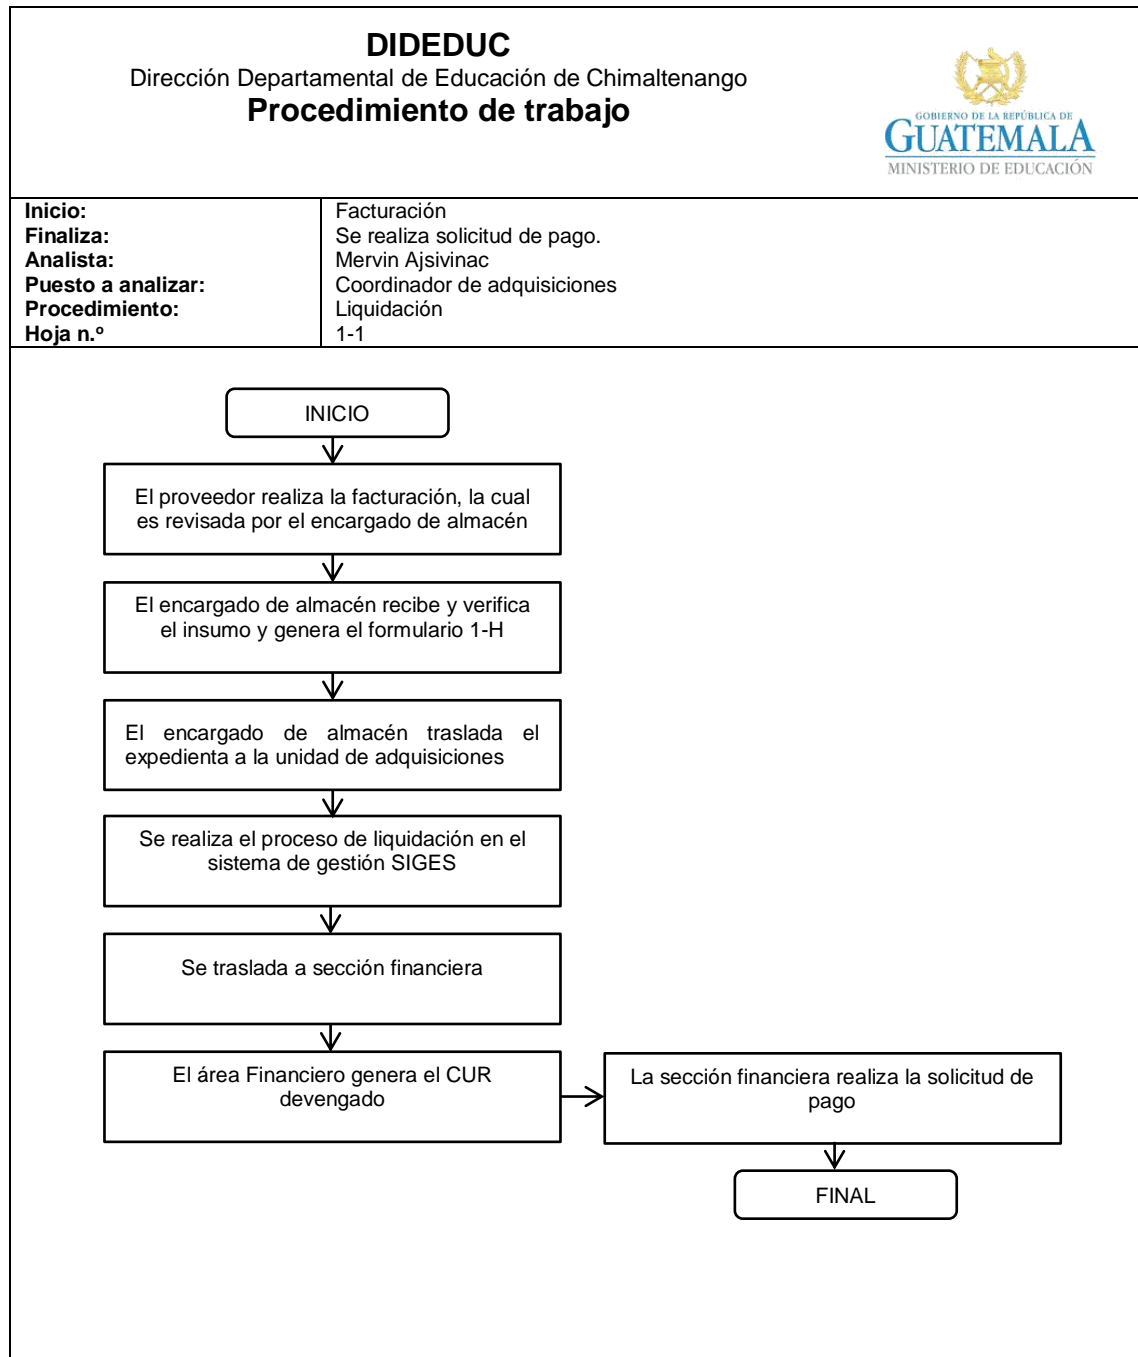 DIDEDUC
Dirección Departamental de Educación de Chimaltenango
Procedimiento de trabajo
GOBIERNO DE LA REPÚBLICA DE
GUATEMALA
MINISTERIO DE EDUCACIÓN
Inicio: Facturación
Finaliza: Se realiza solicitud de pago.
Analista: Mervin Ajsivinac
Puesto a analizar: Coordinador de adquisiciones
Procedimiento: Liquidación
Hoja n.º 1-1
INICIO
El proveedor realiza la facturación, la cual
es revisada por el encargado de almacén
El encargado de almacén recibe y verifica
el insumo y genera el formulario 1-H
El encargado de almacén traslada el
expedienta a la unidad de adquisiciones
Se realiza el proceso de liquidación en el
sistema de gestión SIGES
Se traslada a sección financiera
El área Financiero genera el CUR
devengado
La sección financiera realiza la solicitud de
pago
FINAL